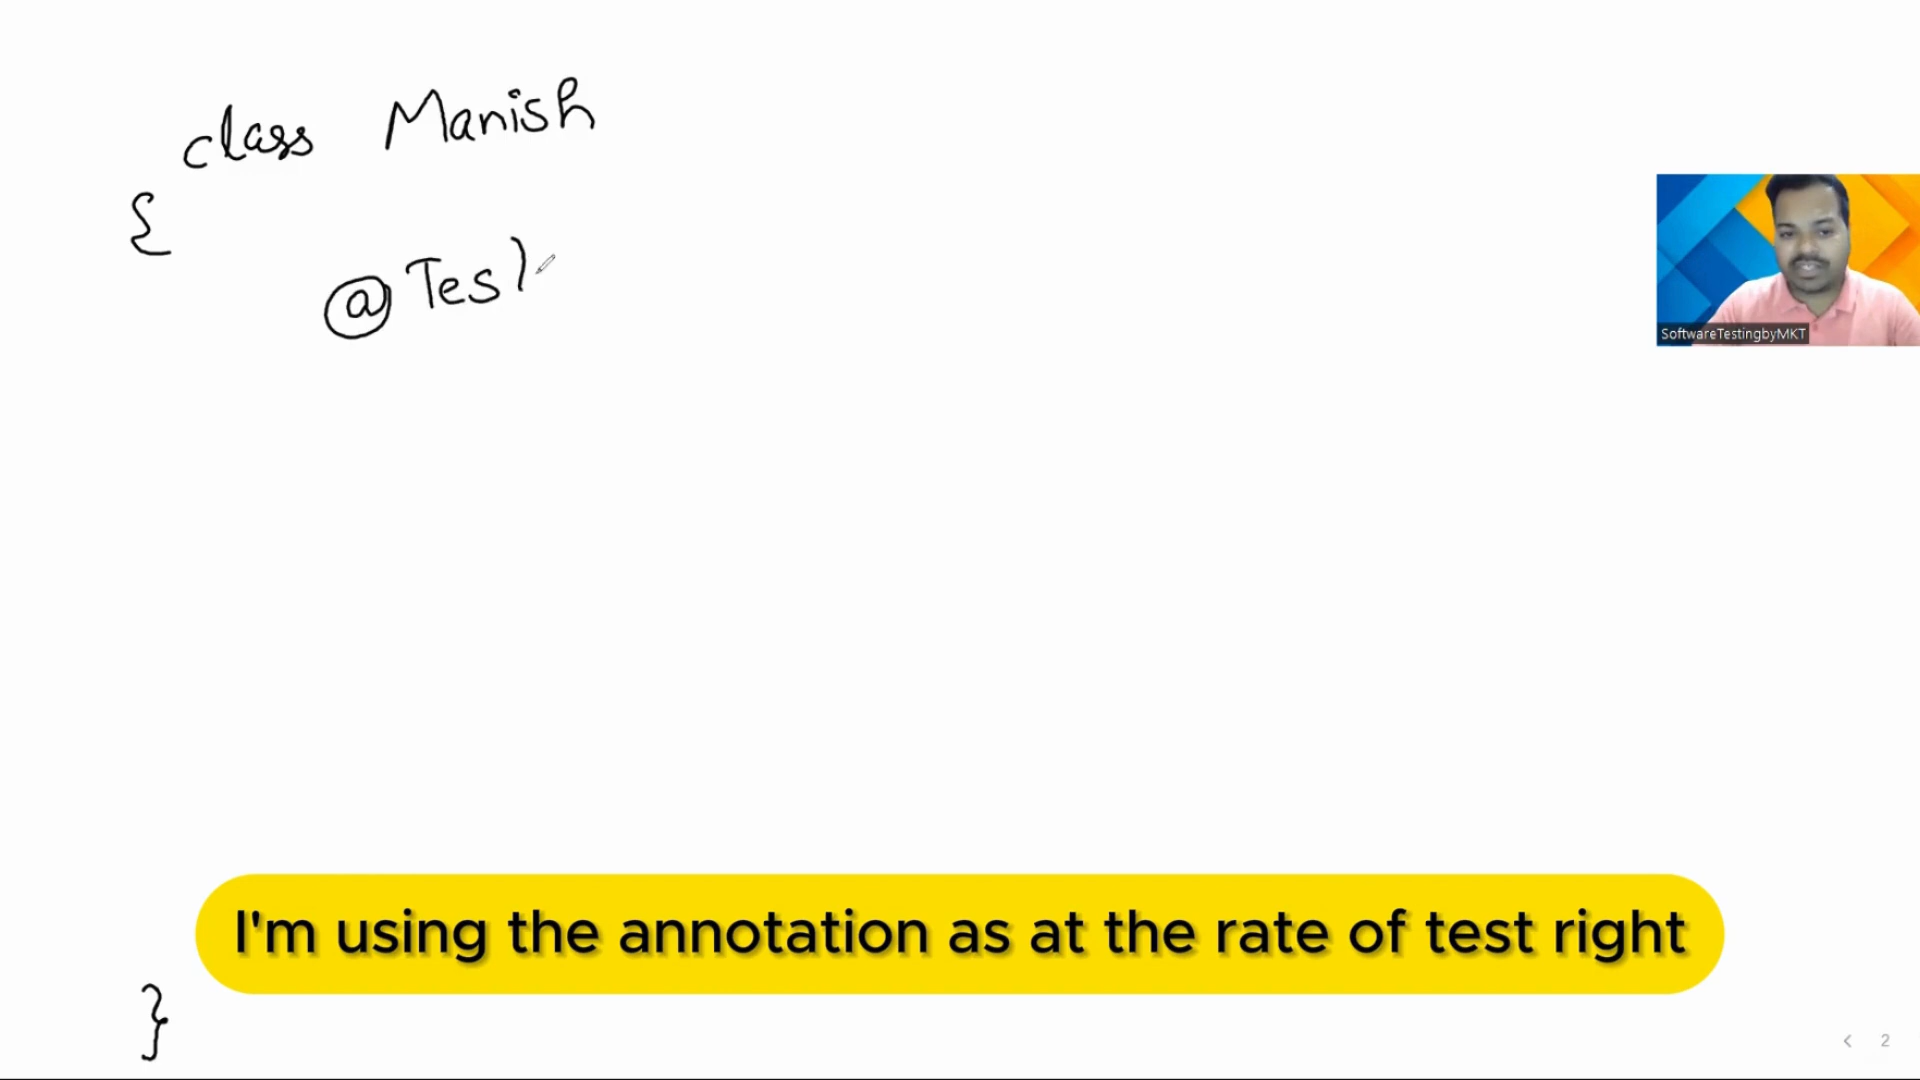 class Manish
{
@Test
SoftwareTestingbyMKT
I'm using the annotation as at the rate of test right
}
< 2